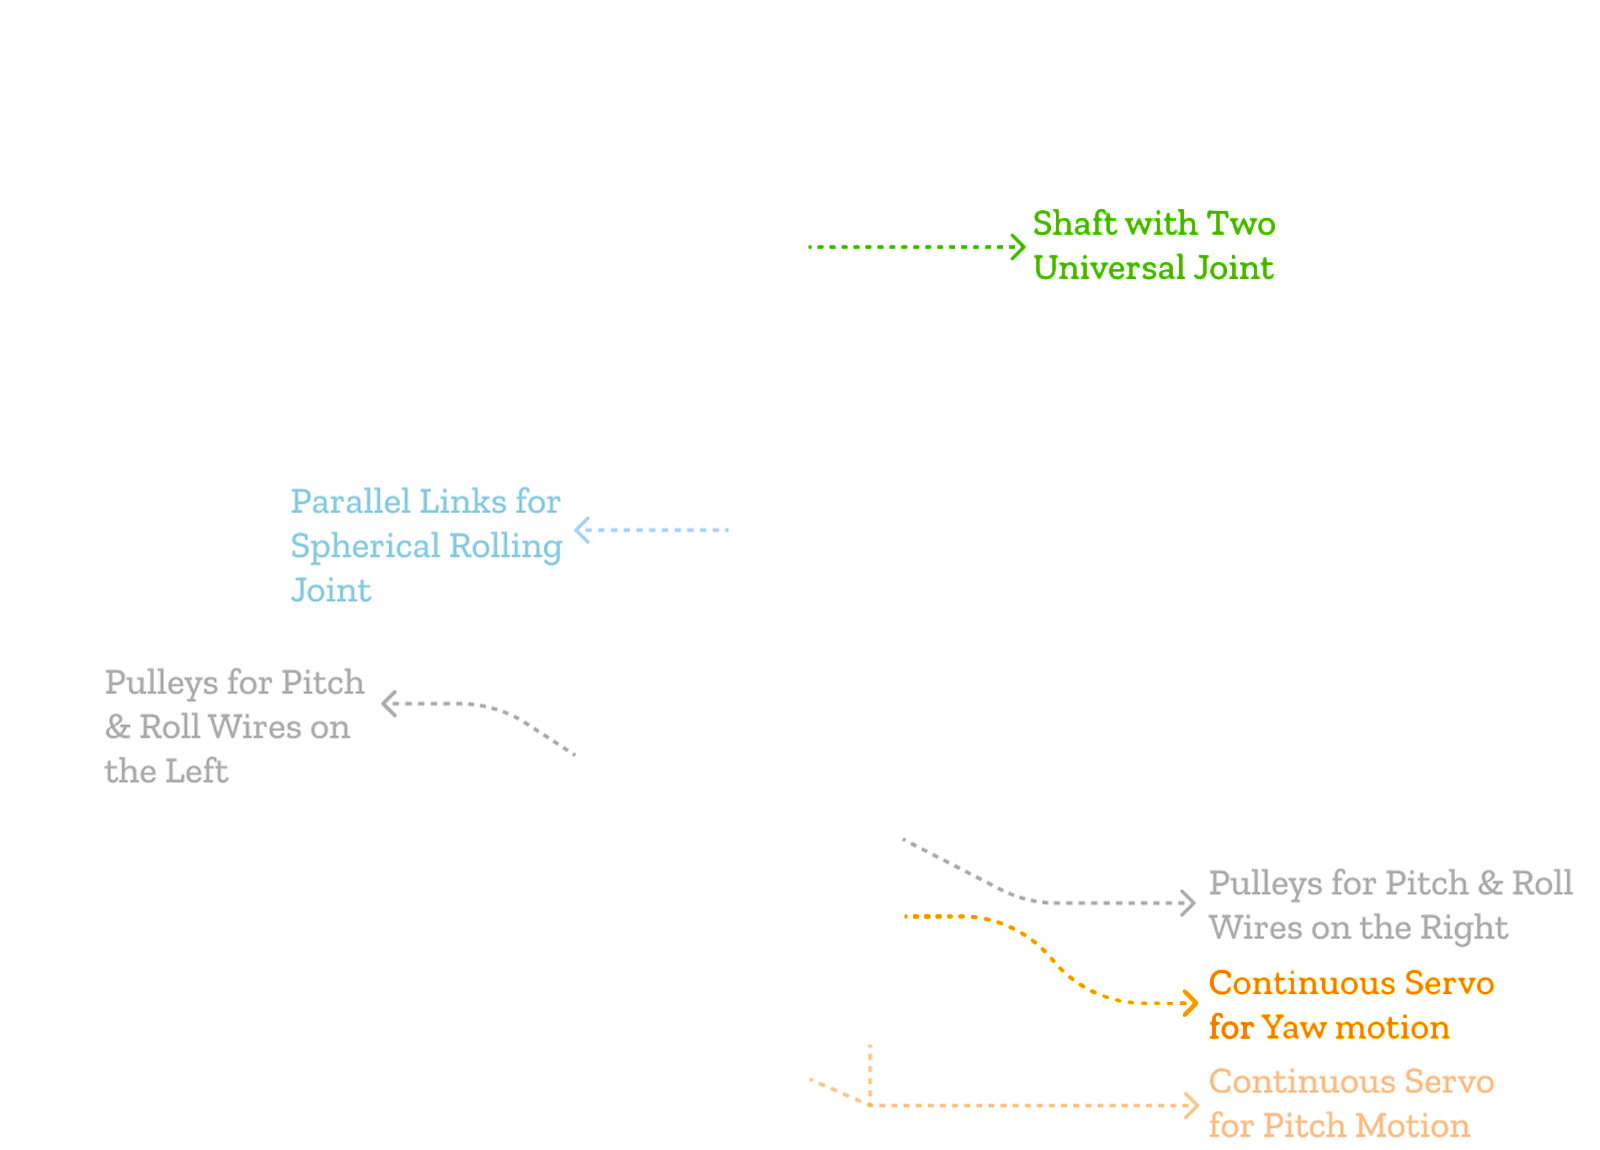 Shaft with Two
Universal Joint
Parallel Links for
Spherical Rolling
Joint
Pulleys for Pitch
& Roll Wires on
the Left
Pulleys for Pitch & Roll
Wires on the Right
Continuous Servo
for Yaw motion
Continuous Servo
for Pitch Motion